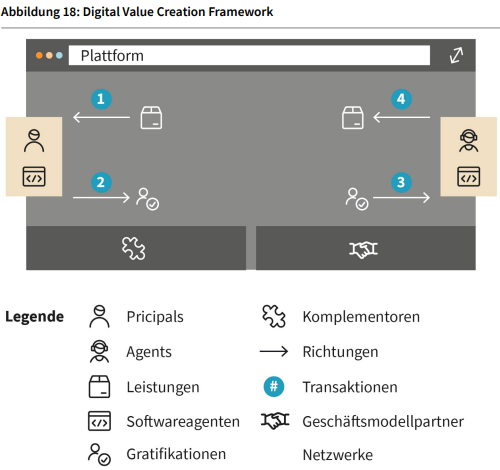 Abbildung 18: Digital Value Creation Framework
Plattform
1
4
2
3
Legende
Pricipals
Komplementoren
Agents
Richtungen
Leistungen
# Transaktionen
Softwareagenten
Geschäftsmodellpartner
Gratifikationen
Netzwerke